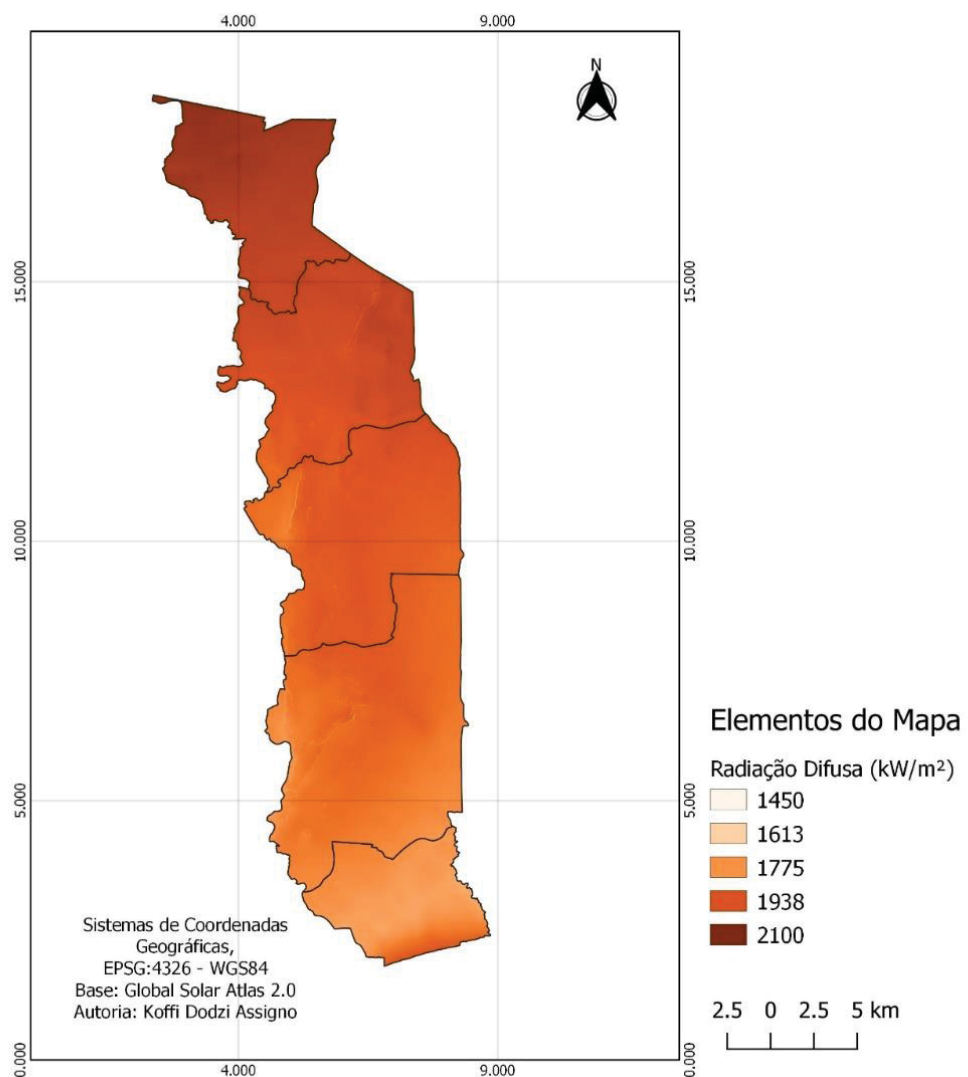 4.000 9.000
N
15.000 15.000
10.000 10.000
5.000 5.000
0.000 0.000
4.000 9.000
Sistemas de Coordenadas
Geográficas,
EPSG:4326 - WGS84
Base: Global Solar Atlas 2.0
Autoria: Koffi Dodzi Assigno
Elementos do Mapa
Radiação Difusa (kW/m²)
1450
1613
1775
1938
2100
2.5 0 2.5 5 km